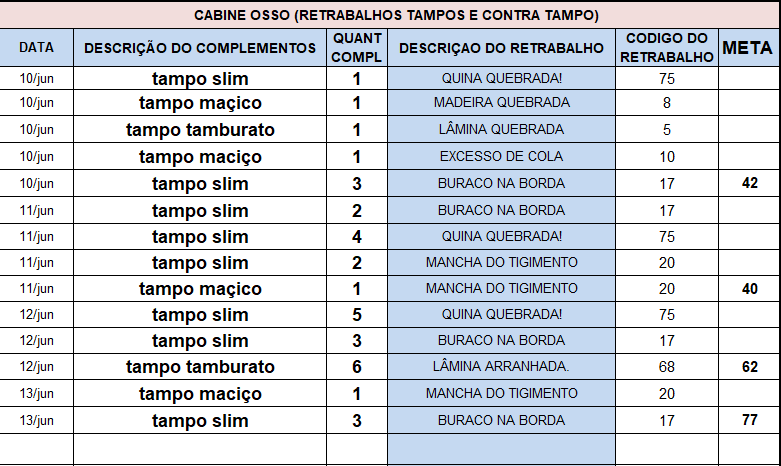 CABINE OSSO (RETRABALHOS TAMPOS E CONTRA TAMPO)
DATA DESCRIÇÃO DO COMPLEMENTOS QUANT COMPL DESCRIÇAO DO RETRABALHO CODIGO DO RETRABALHO META
10/jun tampo slim 1 QUINA QUEBRADA! 75
10/jun tampo maçico 1 MADEIRA QUEBRADA 8
10/jun tampo tamburato 1 LÂMINA QUEBRADA 5
10/jun tampo maciço 1 EXCESSO DE COLA 10
10/jun tampo slim 3 BURACO NA BORDA 17 42
11/jun tampo slim 2 BURACO NA BORDA 17
11/jun tampo slim 4 QUINA QUEBRADA! 75
11/jun tampo slim 2 MANCHA DO TIGIMENTO 20
11/jun tampo maçico 1 MANCHA DO TIGIMENTO 20 40
12/jun tampo slim 5 QUINA QUEBRADA! 75
12/jun tampo slim 3 BURACO NA BORDA 17
12/jun tampo tamburato 6 LÂMINA ARRANHADA. 68 62
13/jun tampo maciço 1 MANCHA DO TIGIMENTO 20
13/jun tampo slim 3 BURACO NA BORDA 17 77